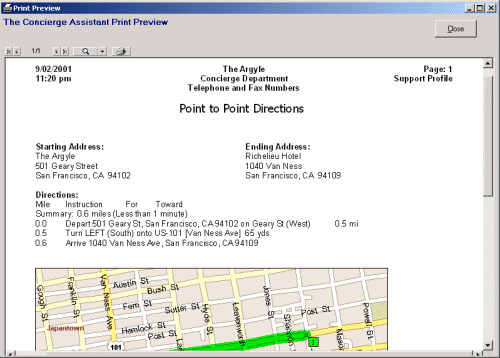 Print Preview
The Concierge Assistant Print Preview
Close
1/1
9/02/2001 The Argyle Page: 1
11:20 pm Concierge Department Support Profile
Telephone and Fax Numbers
Point to Point Directions
Starting Address: Ending Address:
The Argyle Richelieu Hotel
501 Geary Street 1040 Van Ness
San Francisco, CA 94102 San Francisco, CA 94109
Directions:
Mile Instruction For Toward
Summary: 0.6 miles (Less than 1 minute)
0.0 Depart 501 Geary St, San Francisco, CA 94102 on Geary St (West) 0.5 mi
0.5 Turn LEFT (South) onto US-101 [Van Ness Ave] 65 yds
0.6 Arrive 1040 Van Ness Ave, San Francisco, CA 94109
Gough St
Franklin St
Van Ness Ave
Austin St
Bush St
Fern St
Sutter St
Hemlock St
Post St
Hyde St
Leavenworth
Jones St
Post St
Powell St
Japantown
101
1